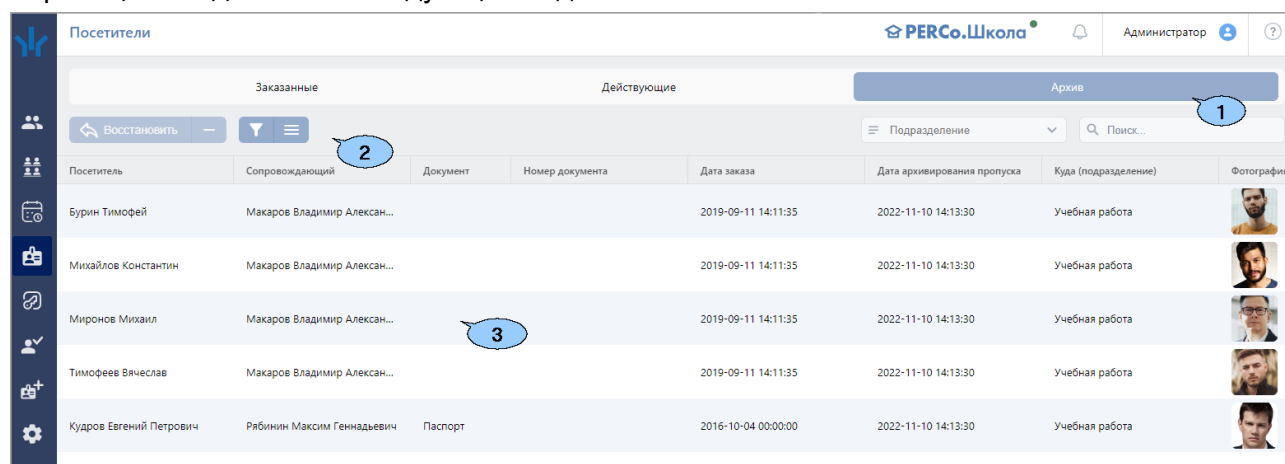 Посетители PERCo.Школа Администратор ?
Заказанные Действующие Архив
1
Восстановить Подразделение Поиск...
2
Посетитель Сопровождающий Документ Номер документа Дата заказа Дата архивирования пропуска Куда (подразделение) Фотография
Бурин Тимофей Макаров Владимир Алексан... 2019-09-11 14:11:35 2022-11-10 14:13:30 Учебная работа
Михайлов Константин Макаров Владимир Алексан... 2019-09-11 14:11:35 2022-11-10 14:13:30 Учебная работа
Миронов Михаил Макаров Владимир Алексан... 2019-09-11 14:11:35 2022-11-10 14:13:30 Учебная работа
3
Тимофеев Вячеслав Макаров Владимир Алексан... 2019-09-11 14:11:35 2022-11-10 14:13:30 Учебная работа
Кудров Евгений Петрович Рябинин Максим Геннадьевич Паспорт 2016-10-04 00:00:00 2022-11-10 14:13:30 Учебная работа